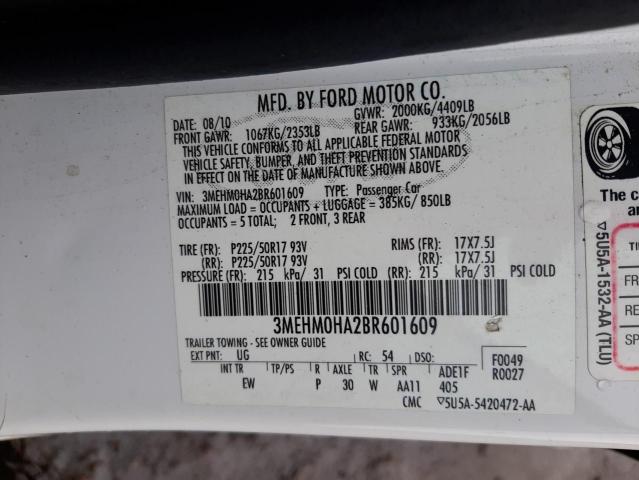 MFD. BY FORD MOTOR CO.
DATE: 08/10 GVWR: 2000KG/4409LB
FRONT GAWR: 1067KG/2353LB REAR GAWR: 933KG/2056LB
THIS VEHICLE CONFORMS TO ALL APPLICABLE FEDERAL MOTOR
VEHICLE SAFETY, BUMPER, AND THEFT PREVENTION STANDARDS
IN EFFECT ON THE DATE OF MANUFACTURE SHOWN ABOVE.
VIN: 3MEHM0HA2BR601609 TYPE: Passenger Car
MAXIMUM LOAD = OCCUPANTS + LUGGAGE = 385KG/ 850LB
OCCUPANTS = 5 TOTAL; 2 FRONT, 3 REAR
TIRE (FR): P225/50R17 93V RIMS (FR): 17X7.5J
(RR): P225/50R17 93V (RR): 17X7.5J
PRESSURE (FR): 215 kPa/ 31 PSI COLD (RR): 215 kPa/ 31 PSI COLD
3MEHM0HA2BR601609
TRAILER TOWING - SEE OWNER GUIDE
EXT PNT: UG RC: 54 DSO: F0049
INT TR TP/PS R AXLE TR SPR ADE1F R0027
EW P 30 W AA11 405
CMC ▽5U5A-5420472-AA
The c
▽5U5A-1532-AA (TLU)
TI
FR
RE
SP